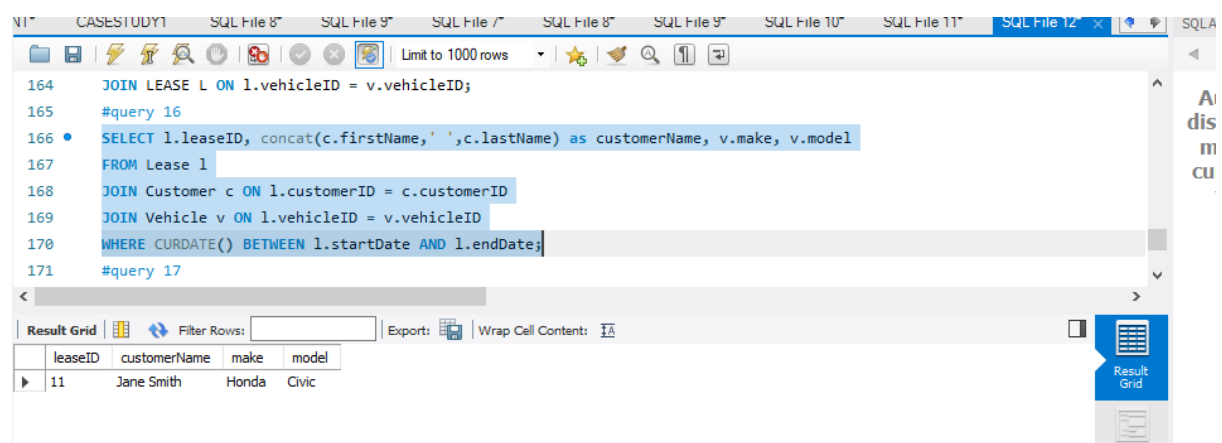 CASESTUDY1 SQL File 8* SQL File 9* SQL File 7* SQL File 8* SQL File 9* SQL File 10* SQL File 11* SQL File 12*
Limit to 1000 rows
164 JOIN LEASE L ON l.vehicleID = v.vehicleID;
165 #query 16
166 SELECT l.leaseID, concat(c.firstName,' ',c.lastName) as customerName, v.make, v.model
167 FROM Lease l
168 JOIN Customer c ON l.customerID = c.customerID
169 JOIN Vehicle v ON l.vehicleID = v.vehicleID
170 WHERE CURDATE() BETWEEN l.startDate AND l.endDate;
171 #query 17
Result Grid Filter Rows: Export: Wrap Cell Content:
leaseID customerName make model
11 Jane Smith Honda Civic
Result
Grid